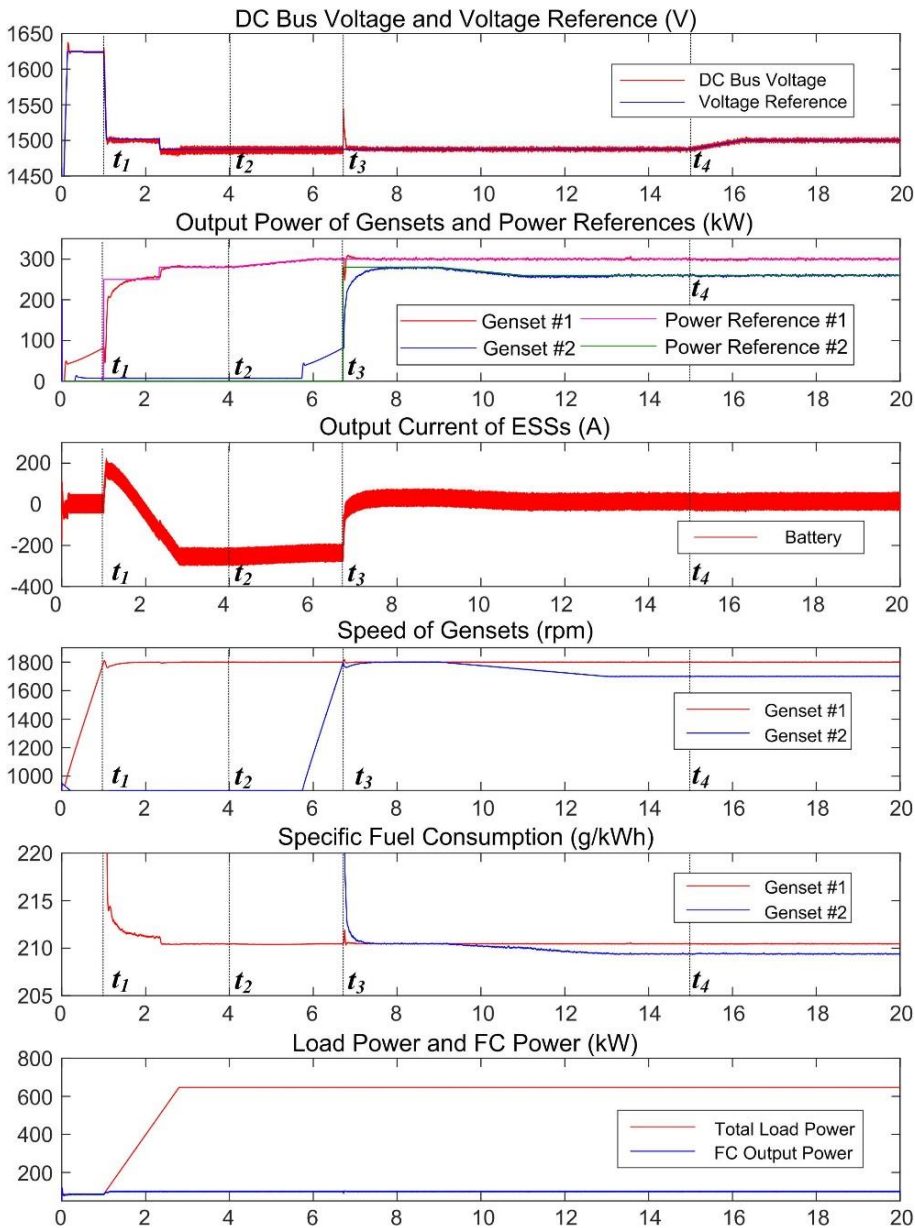 DC Bus Voltage and Voltage Reference (V)
1650
1600
1550
1500
1450
DC Bus Voltage
Voltage Reference
t1 t2 t3 t4
0 2 4 6 8 10 12 14 16 18 20
Output Power of Gensets and Power References (kW)
300
200
100
0
t4
Genset #1 Power Reference #1
Genset #2 Power Reference #2
t1 t2 t3
0 2 4 6 8 10 12 14 16 18 20
Output Current of ESSs (A)
200
0
-200
-400
Battery
t1 t2 t3 t4
0 2 4 6 8 10 12 14 16 18 20
Speed of Gensets (rpm)
1800
1600
1400
1200
1000
Genset #1
Genset #2
t1 t2 t3 t4
0 2 4 6 8 10 12 14 16 18 20
Specific Fuel Consumption (g/kWh)
220
215
210
205
Genset #1
Genset #2
t1 t2 t3 t4
0 2 4 6 8 10 12 14 16 18 20
Load Power and FC Power (kW)
800
600
400
200
Total Load Power
FC Output Power
0 2 4 6 8 10 12 14 16 18 20